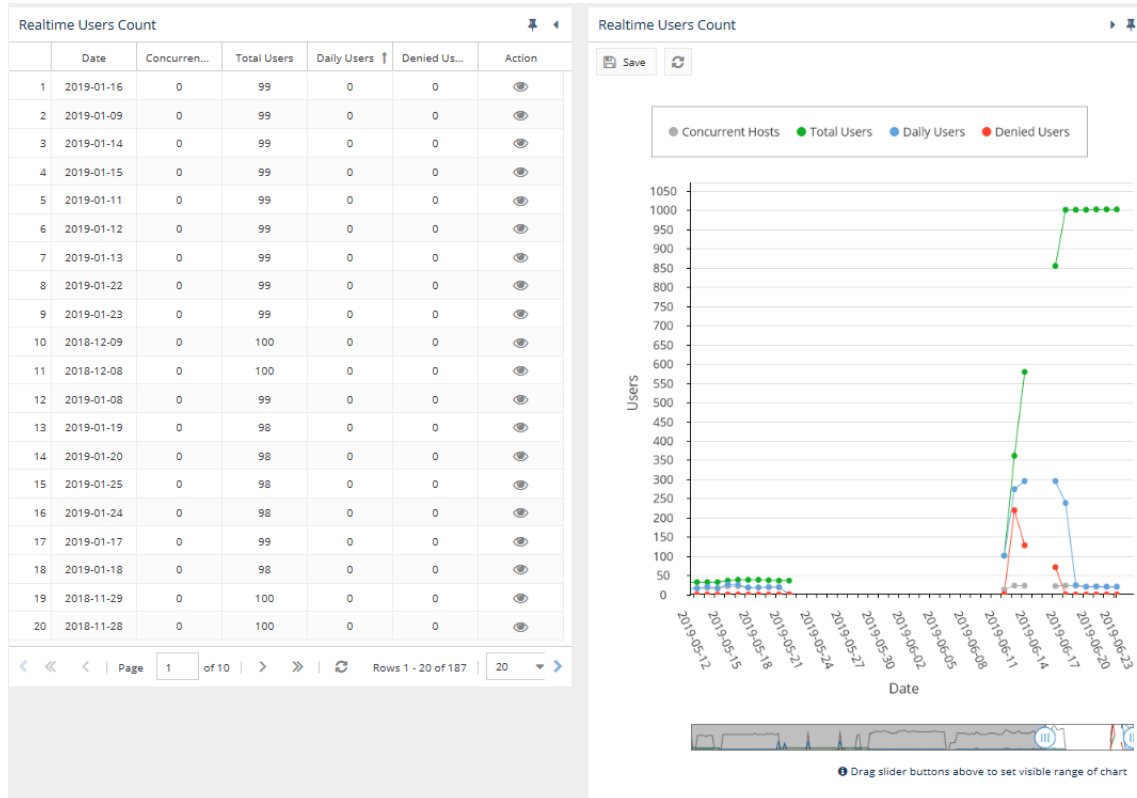 Realtime Users Count
Date Concurren... Total Users Daily Users ↑ Denied Us... Action
1 2019-01-16 0 99 0 0
2 2019-01-09 0 99 0 0
3 2019-01-14 0 99 0 0
4 2019-01-15 0 99 0 0
5 2019-01-11 0 99 0 0
6 2019-01-12 0 99 0 0
7 2019-01-13 0 99 0 0
8 2019-01-22 0 99 0 0
9 2019-01-23 0 99 0 0
10 2018-12-09 0 100 0 0
11 2018-12-08 0 100 0 0
12 2019-01-08 0 99 0 0
13 2019-01-19 0 98 0 0
14 2019-01-20 0 98 0 0
15 2019-01-25 0 98 0 0
16 2019-01-24 0 98 0 0
17 2019-01-17 0 99 0 0
18 2019-01-18 0 98 0 0
19 2018-11-29 0 100 0 0
20 2018-11-28 0 100 0 0
Page 1 of 10 Rows 1 - 20 of 187 20
Realtime Users Count
Save
Concurrent Hosts Total Users Daily Users Denied Users
1050
1000
950
900
850
800
750
700
650
600
550
500
450
400
350
300
250
200
150
100
50
0
Users
2019-05-12 2019-05-15 2019-05-18 2019-05-21 2019-05-24 2019-05-27 2019-05-30 2019-06-02 2019-06-05 2019-06-08 2019-06-11 2019-06-14 2019-06-17 2019-06-20 2019-06-23
Date
Drag slider buttons above to set visible range of chart